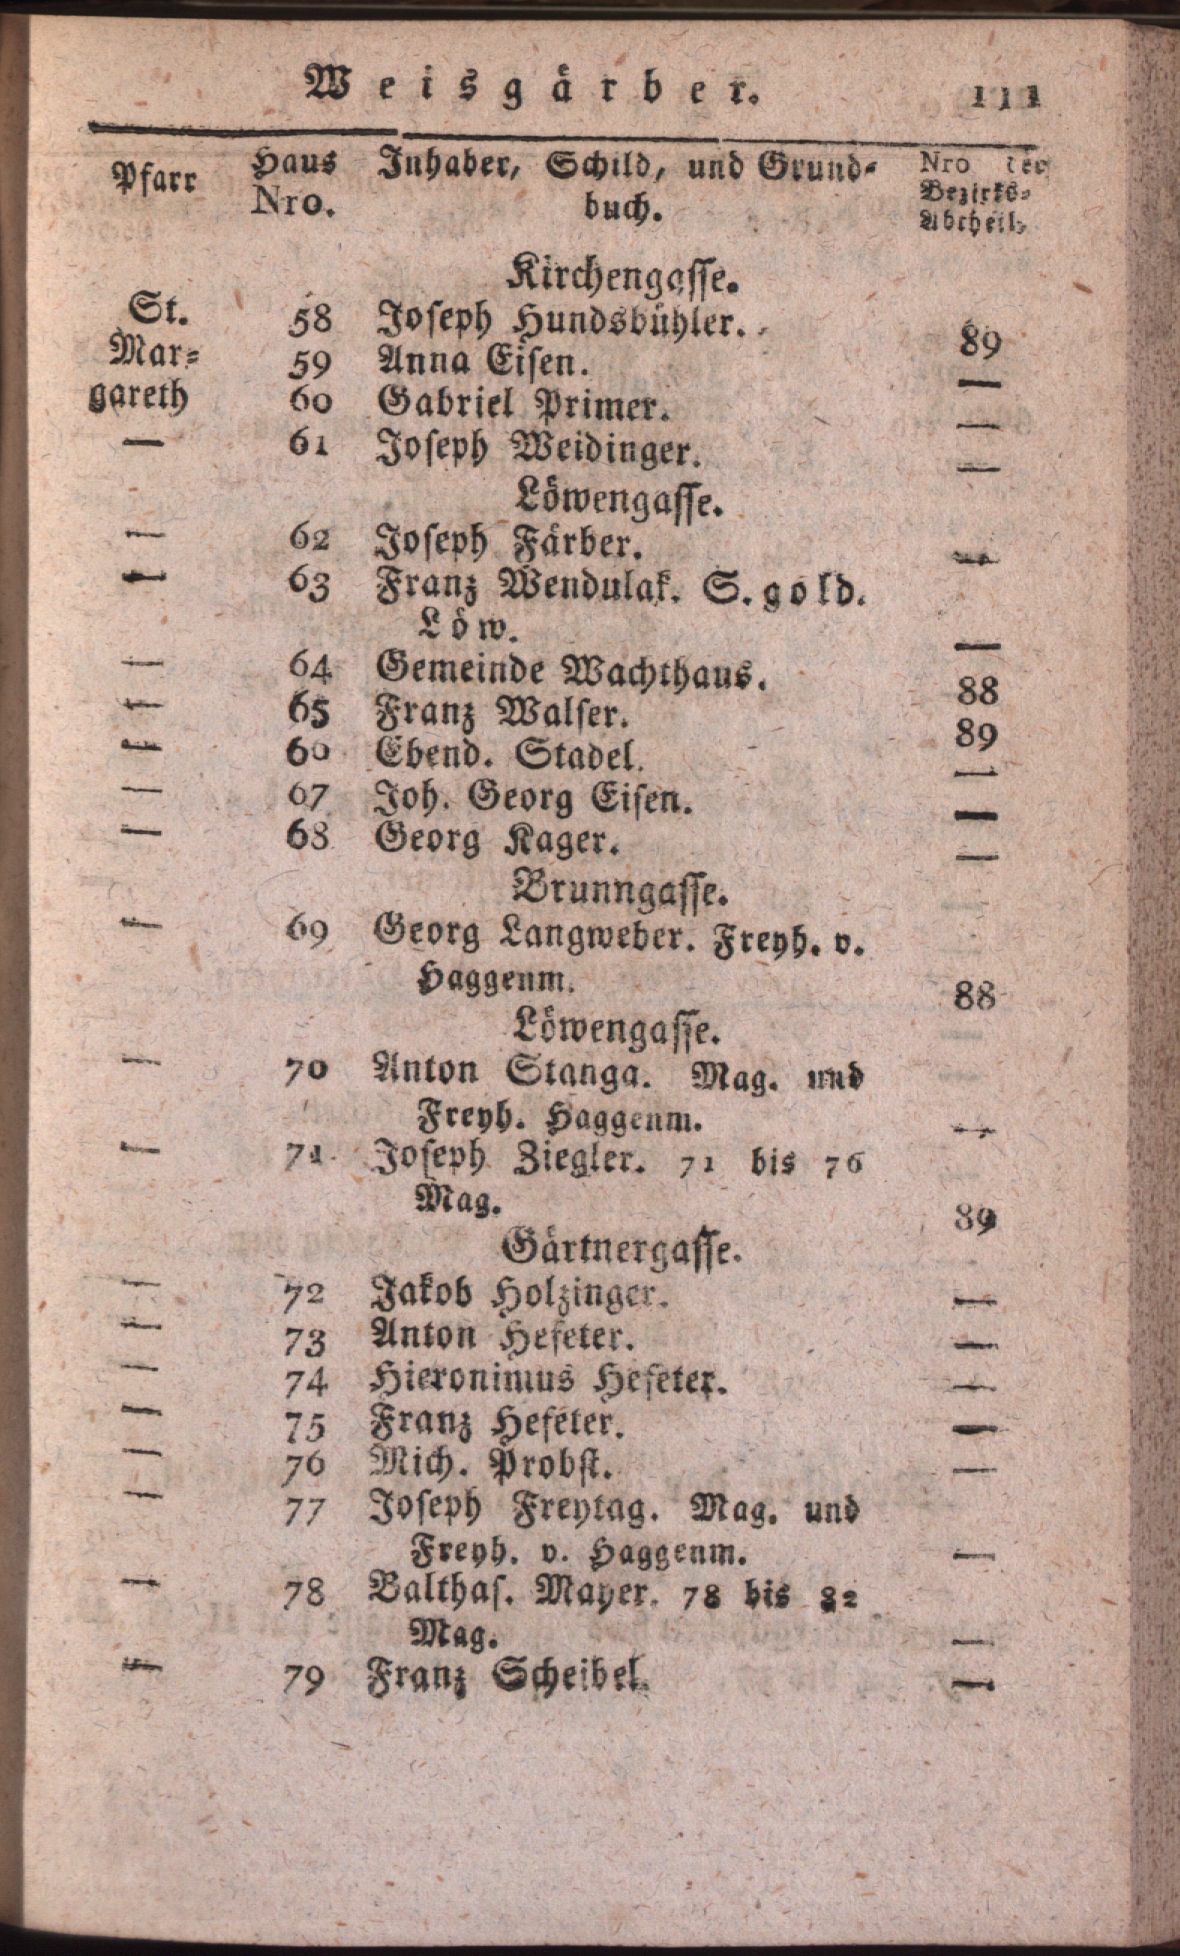 Weisgärber. 111
Pfarr Haus Nro. Inhaber, Schild, und Grund- buch. Nro der Bezirks- Abtheil.
Kirchengasse.
St. 58 Joseph Hundsbühler. 89
Mar- 59 Anna Eisen. —
gareth 60 Gabriel Primer. —
— 61 Joseph Weidinger. —
Löwengasse.
— 62 Joseph Färber. —
— 63 Franz Wendulak. S. gold.
Löw. —
— 64 Gemeinde Wachthaus. 88
— 65 Franz Walser. 89
— 66 Ebend. Stadel. —
— 67 Joh. Georg Eisen. —
— 68 Georg Kager. —
Brunngasse.
— 69 Georg Langweber. Freyh. v.
Haggenm. 88
Löwengasse.
— 70 Anton Stanga. Mag. und
Freyh. Haggenm. —
— 71 Joseph Ziegler. 71 bis 76
Mag. 89
Gärtnergasse.
— 72 Jakob Holzinger. —
— 73 Anton Hefeter. —
— 74 Hieronimus Hefeter. —
— 75 Franz Hefeter. —
— 76 Mich. Probst. —
— 77 Joseph Freytag. Mag. und
Freyh. v. Haggenm. —
— 78 Balthas. Mayer. 78 bis 82
Mag. —
— 79 Franz Scheibel. —